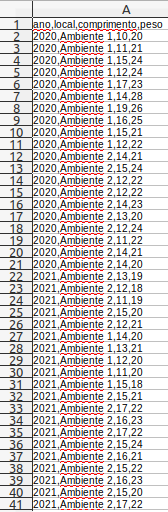 A
1 ano,local,comprimento,peso
2 2020,Ambiente 1,10,20
3 2020,Ambiente 1,11,21
4 2020,Ambiente 1,15,24
5 2020,Ambiente 1,12,24
6 2020,Ambiente 1,17,23
7 2020,Ambiente 1,14,28
8 2020,Ambiente 1,19,26
9 2020,Ambiente 1,16,25
10 2020,Ambiente 1,15,21
11 2020,Ambiente 1,12,22
12 2020,Ambiente 2,14,21
13 2020,Ambiente 2,15,24
14 2020,Ambiente 2,12,22
15 2020,Ambiente 2,12,22
16 2020,Ambiente 2,14,23
17 2020,Ambiente 2,13,20
18 2020,Ambiente 2,12,24
19 2020,Ambiente 2,11,22
20 2020,Ambiente 2,14,21
21 2020,Ambiente 2,14,20
22 2021,Ambiente 1,13,19
23 2021,Ambiente 1,12,18
24 2021,Ambiente 1,11,19
25 2021,Ambiente 1,15,20
26 2021,Ambiente 1,12,21
27 2021,Ambiente 1,14,20
28 2021,Ambiente 1,13,21
29 2021,Ambiente 1,12,21
30 2021,Ambiente 1,11,20
31 2021,Ambiente 1,15,18
32 2021,Ambiente 2,15,21
33 2021,Ambiente 2,17,22
34 2021,Ambiente 2,16,23
35 2021,Ambiente 2,17,22
36 2021,Ambiente 2,15,24
37 2021,Ambiente 2,16,21
38 2021,Ambiente 2,15,22
39 2021,Ambiente 2,16,23
40 2021,Ambiente 2,15,20
41 2021,Ambiente 2,17,22